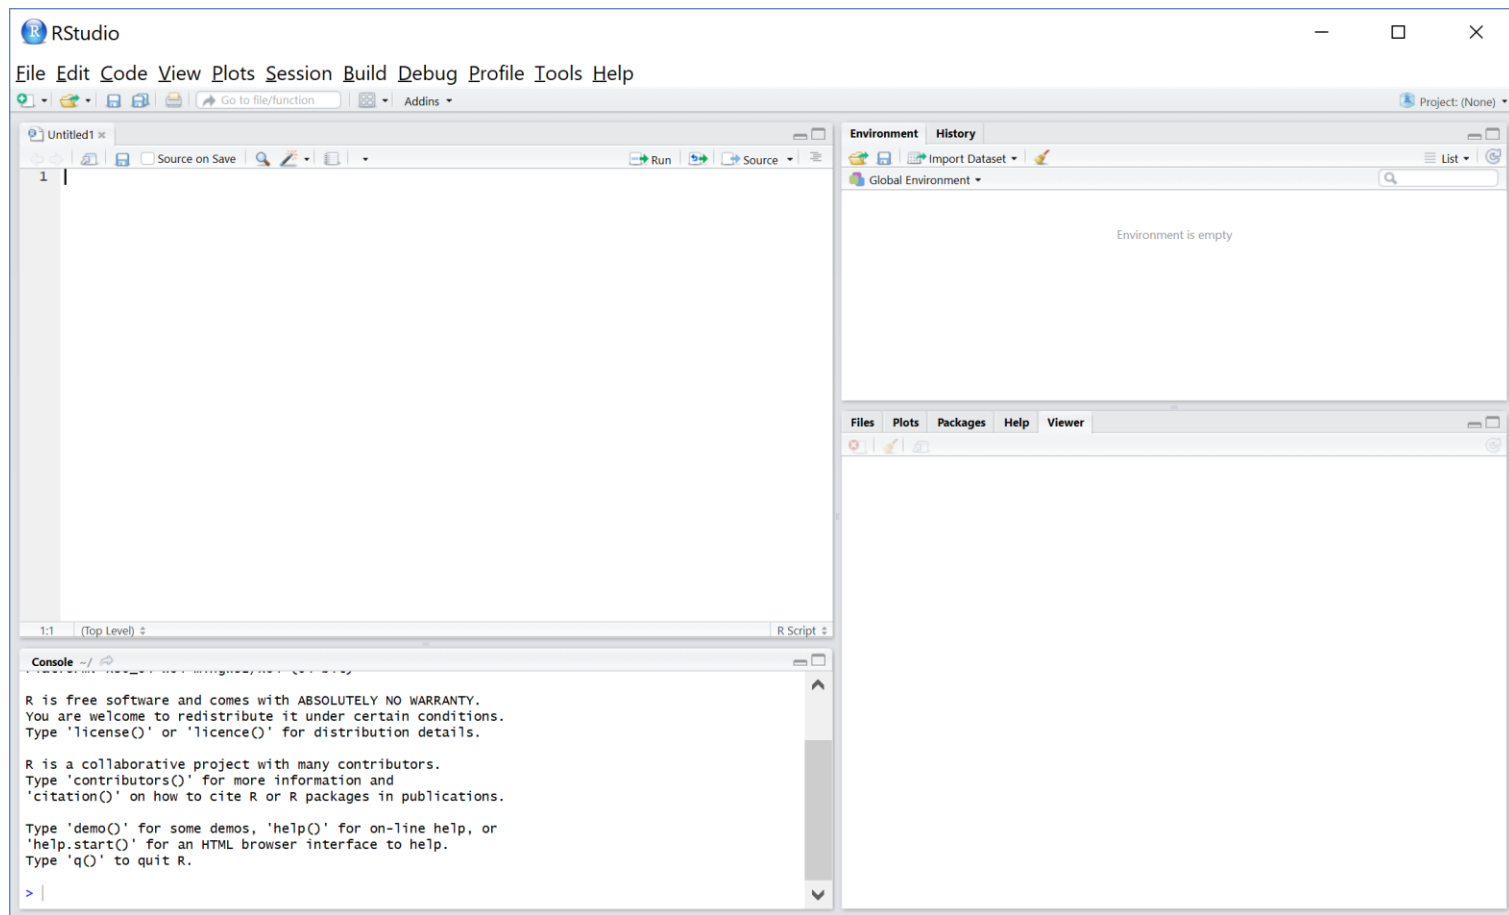 RStudio
File Edit Code View Plots Session Build Debug Profile Tools Help
Go to file/function Addins Project: (None)
Untitled1
Source on Save Run Source
1
1:1 (Top Level) R Script
Console ~/
R is free software and comes with ABSOLUTELY NO WARRANTY.
You are welcome to redistribute it under certain conditions.
Type 'license()' or 'licence()' for distribution details.
R is a collaborative project with many contributors.
Type 'contributors()' for more information and
'citation()' on how to cite R or R packages in publications.
Type 'demo()' for some demos, 'help()' for on-line help, or
'help.start()' for an HTML browser interface to help.
Type 'q()' to quit R.
>
Environment History
Import Dataset List
Global Environment
Environment is empty
Files Plots Packages Help Viewer